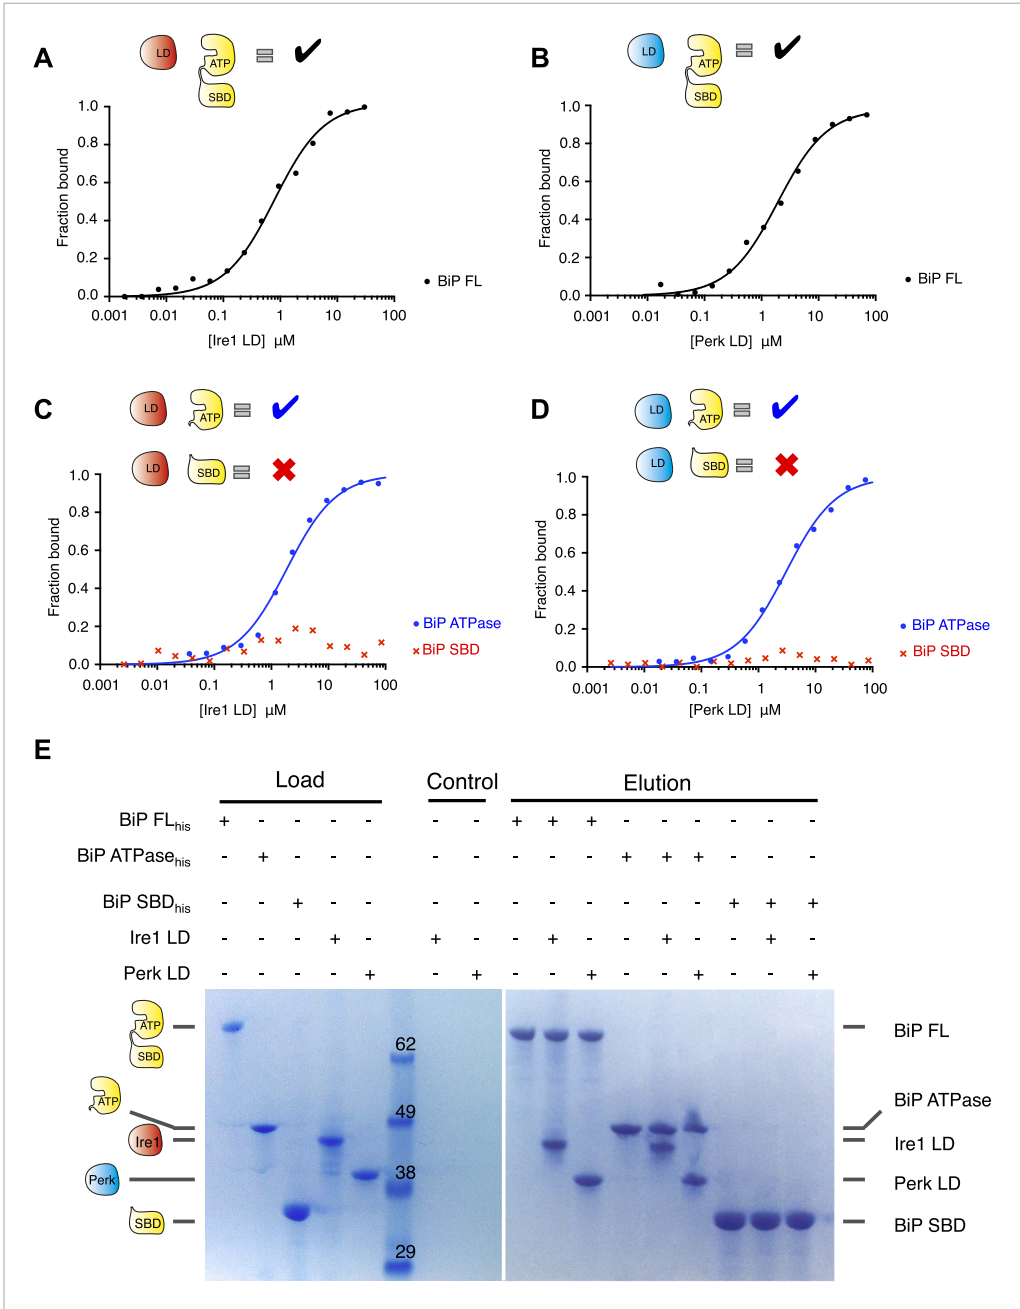 A
LD
ATP
SBD
1.0
0.8
0.6
0.4
0.2
0.0
Fraction bound
0.001 0.01 0.1 1 10 100
[Ire1 LD] µM
BiP FL
B
LD
ATP
SBD
1.0
0.8
0.6
0.4
0.2
0.0
Fraction bound
0.001 0.01 0.1 1 10 100
[Perk LD] µM
BiP FL
C
LD
ATP
LD
SBD
1.0
0.8
0.6
0.4
0.2
0.0
Fraction bound
0.001 0.01 0.1 1 10 100
[Ire1 LD] µM
BiP ATPase
BiP SBD
D
LD
ATP
LD
SBD
1.0
0.8
0.6
0.4
0.2
0.0
Fraction bound
0.001 0.01 0.1 1 10 100
[Perk LD] µM
BiP ATPase
BiP SBD
E
Load Control Elution
BiP FLhis + - - - - - - + + + - - - - - -
BiP ATPasehis - + - - - - - - - - + + + - - -
BiP SBDhis - - + - - - - - - - - - - + + +
Ire1 LD - - - + - + - - + - - + - - + -
Perk LD - - - - + - + - - + - - + - - +
ATP
SBD
ATP
Ire1
Perk
SBD
62
49
38
29
BiP FL
BiP ATPase
Ire1 LD
Perk LD
BiP SBD